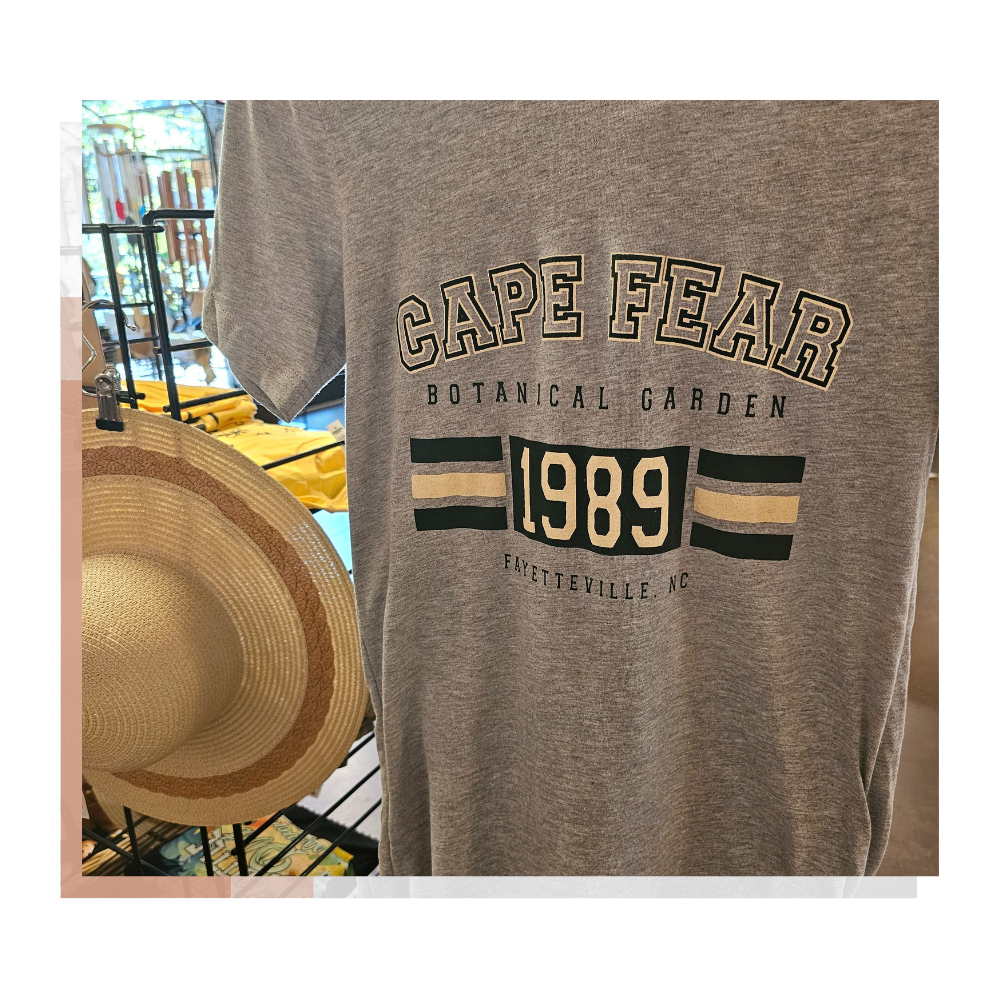 CAPE FEAR
BOTANICAL GARDEN
1989
FAYETTEVILLE, NC